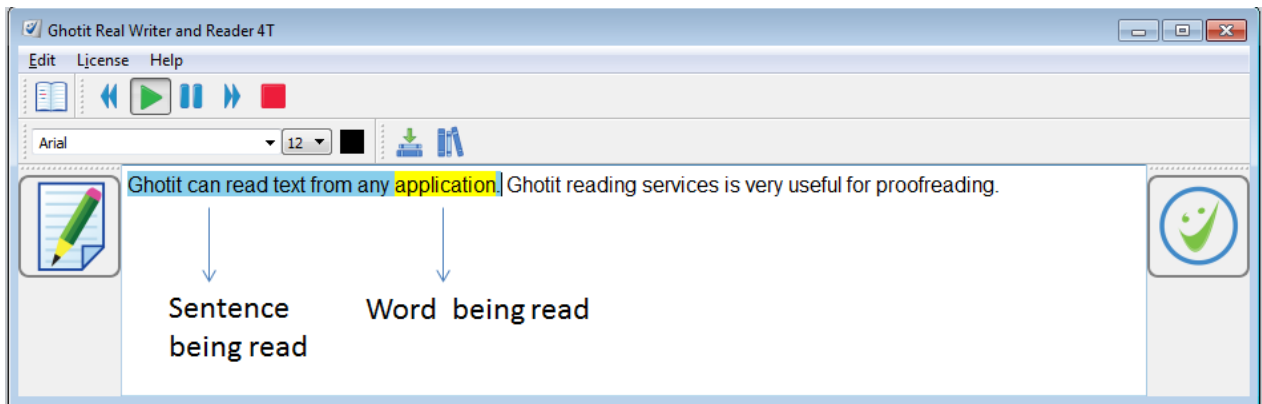 Ghotit Real Writer and Reader 4T
Edit License Help
Arial 12
Ghotit can read text from any application. Ghotit reading services is very useful for proofreading.
Sentence being read
Word being read